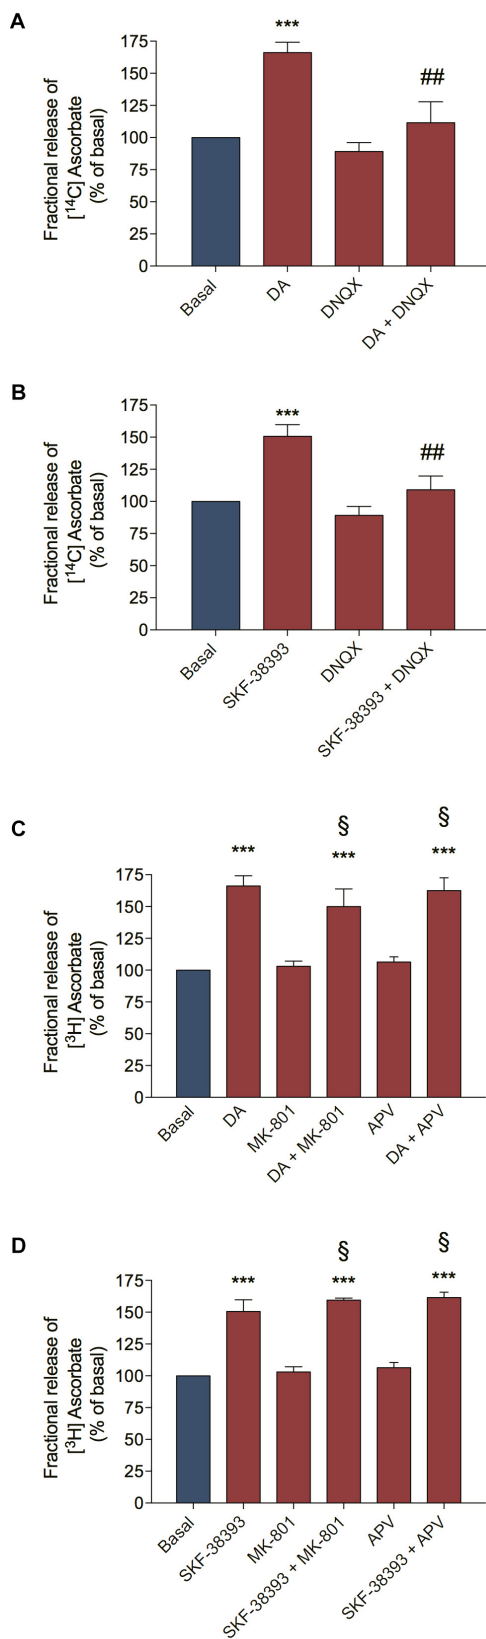 A
Fractional release of
[¹⁴C] Ascorbate
(% of basal)
175
150
125
100
75
50
25
0
***
##
Basal
DA
DNQX
DA + DNQX
B
Fractional release of
[¹⁴C] Ascorbate
(% of basal)
175
150
125
100
75
50
25
0
***
##
Basal
SKF-38393
DNQX
SKF-38393 + DNQX
C
Fractional release of
[³H] Ascorbate
(% of basal)
175
150
125
100
75
50
25
0
§ §
*** *** ***
Basal
DA
MK-801
DA + MK-801
APV
DA + APV
D
Fractional release of
[³H] Ascorbate
(% of basal)
175
150
125
100
75
50
25
0
§ §
*** *** ***
Basal
SKF-38393
MK-801
SKF-38393 + MK-801
APV
SKF-38393 + APV